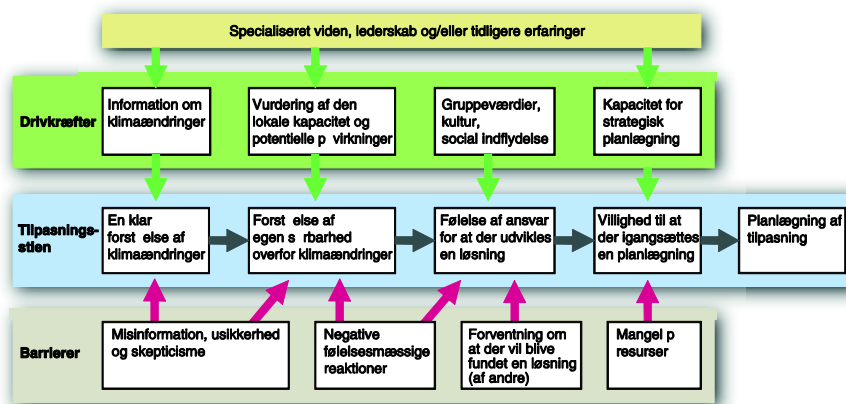 Specialiseret viden, lederskab og/eller tidligere erfaringer
Drivkræfter
Information om
klimaændringer
Vurdering af den
lokale kapacitet og
potentielle p virkninger
Gruppeværdier,
kultur,
social indflydelse
Kapacitet for
strategisk
planlægning
Tilpasnings-
stien
En klar
forst else af
klimaændringer
Forst else af
egen s rbarhed
overfor klimaændringer
Følelse af ansvar
for at der udvikles
en løsning
Villighed til at
der igangsættes
en planlægning
Planlægning af
tilpasning
Barrierer
Misinformation, usikkerhed
og skepticisme
Negative
følelsesmæssige
reaktioner
Forventning om
at der vil blive
fundet en løsning
(af andre)
Mangel p
resurser